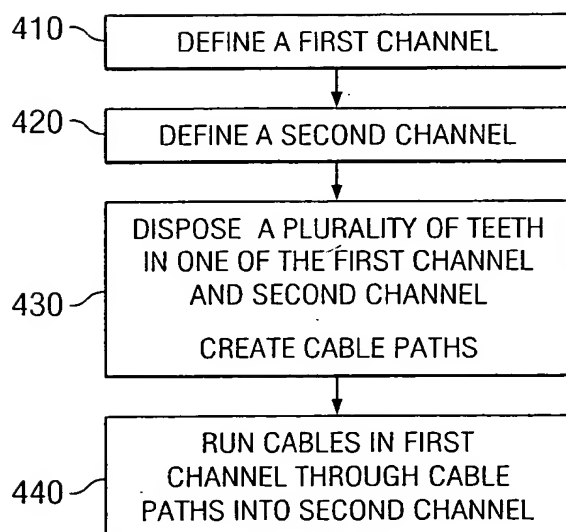 410
DEFINE A FIRST CHANNEL
420
DEFINE A SECOND CHANNEL
430
DISPOSE A PLURALITY OF TEETH
IN ONE OF THE FIRST CHANNEL
AND SECOND CHANNEL
CREATE CABLE PATHS
440
RUN CABLES IN FIRST
CHANNEL THROUGH CABLE
PATHS INTO SECOND CHANNEL